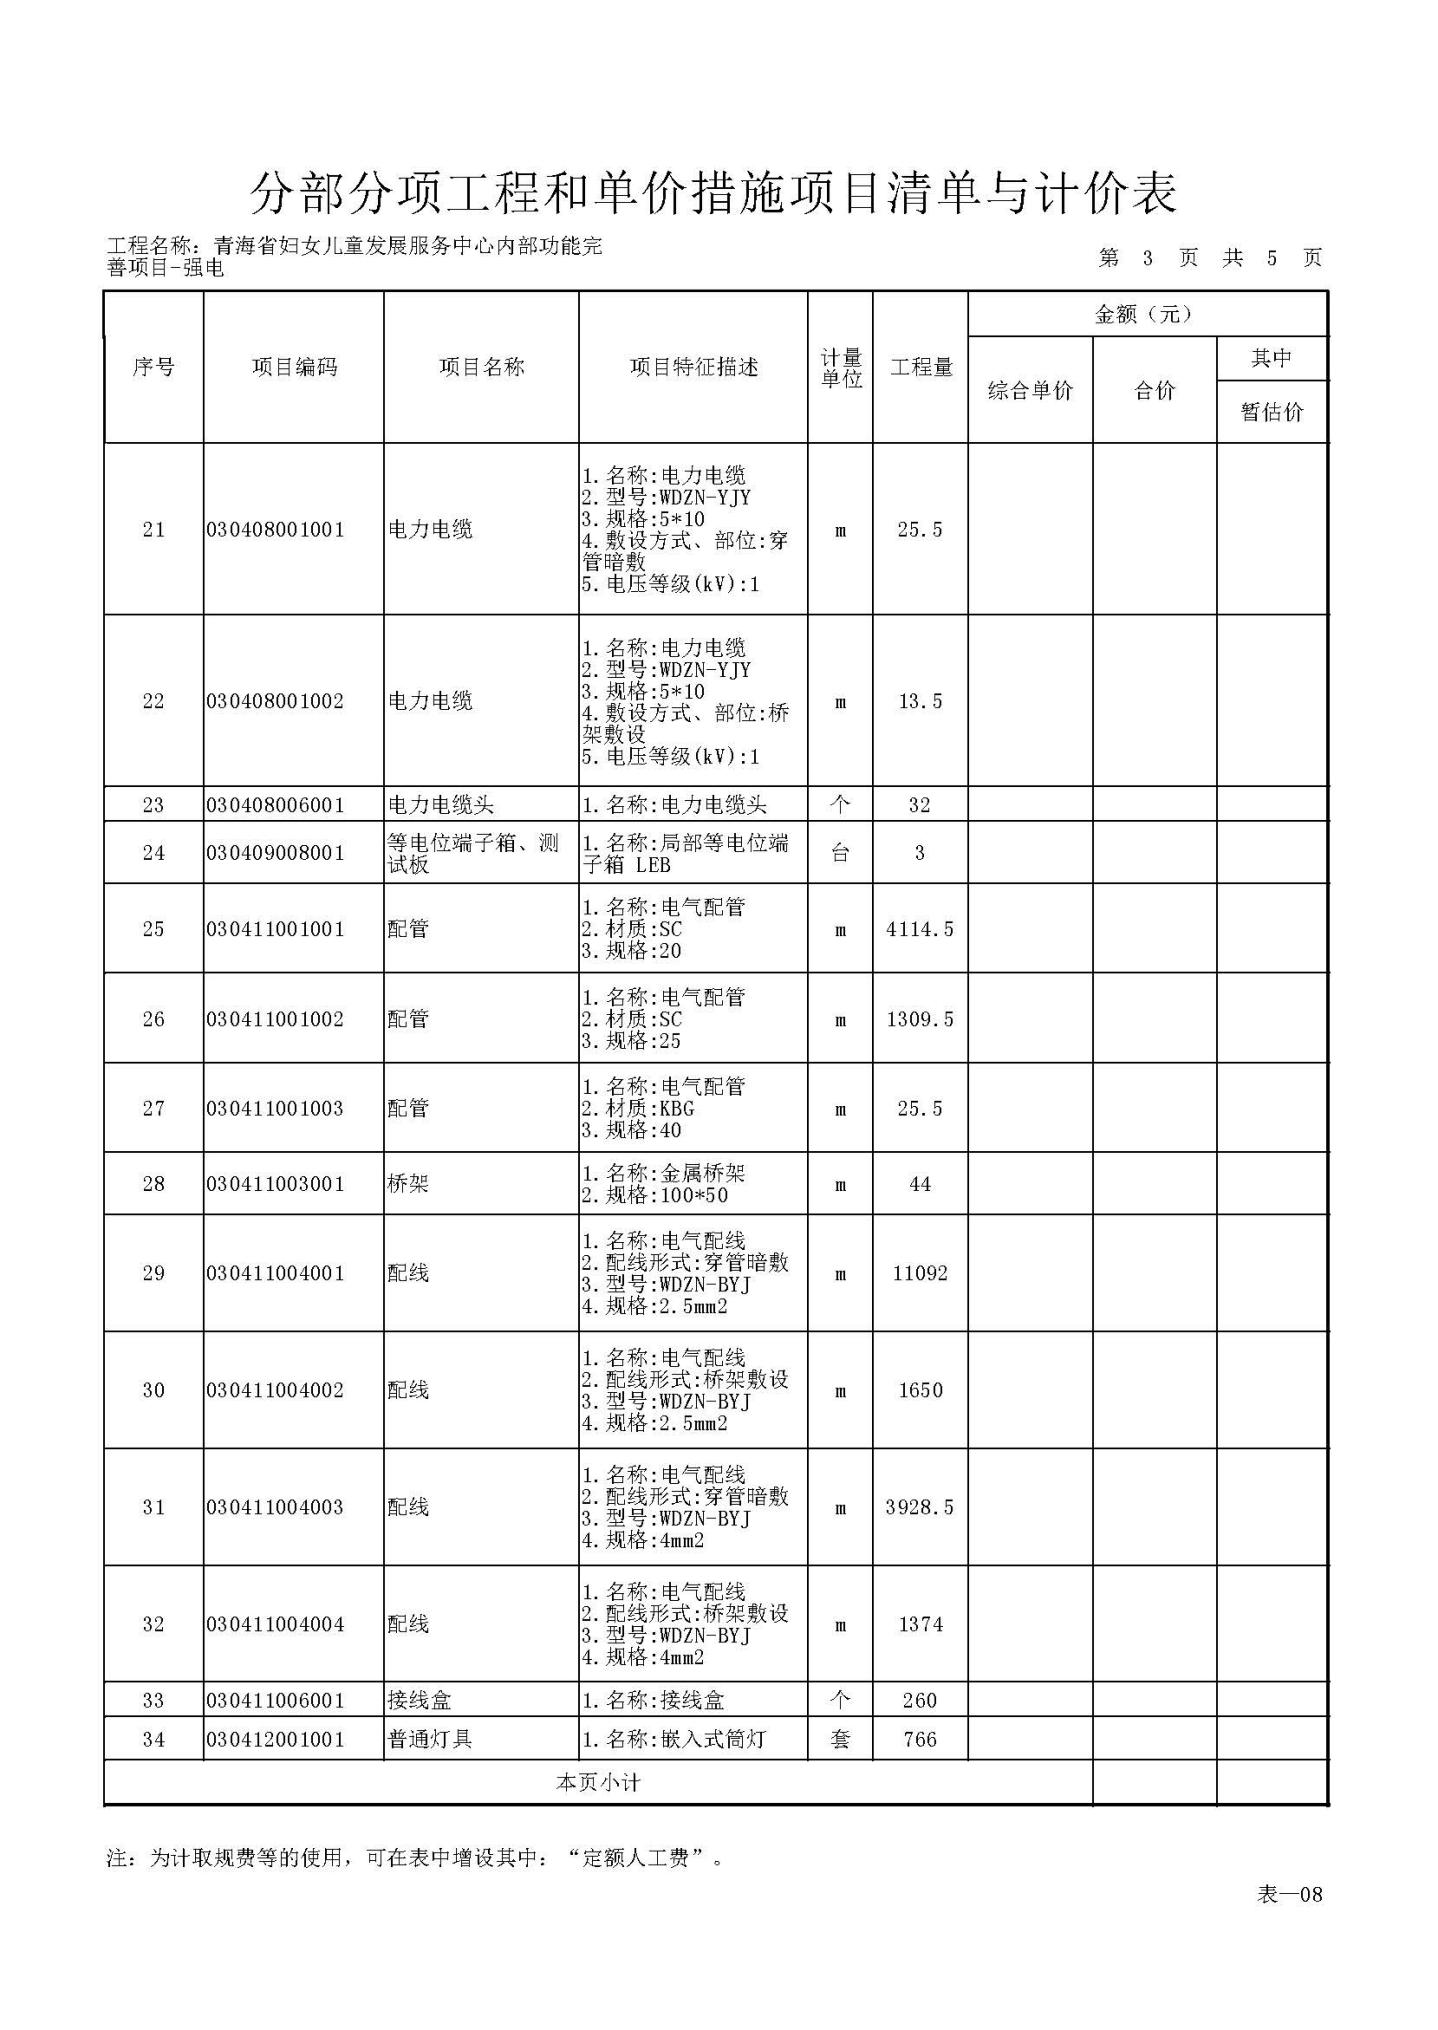 分部分项工程和单价措施项目清单与计价表
工程名称：青海省妇女儿童发展服务中心内部功能完
善项目-强电
第 3 页 共 5 页
序号 项目编码 项目名称 项目特征描述 计量
单位 工程量 金额（元）
综合单价 合价 其中
暂估价
21 030408001001 电力电缆 1.名称:电力电缆
2.型号:WDZN-YJY
3.规格:5*10
4.敷设方式、部位:穿
管暗敷
5.电压等级(kV):1
m 25.5
22 030408001002 电力电缆 1.名称:电力电缆
2.型号:WDZN-YJY
3.规格:5*10
4.敷设方式、部位:桥
架敷设
5.电压等级(kV):1
m 13.5
23 030408006001 电力电缆头 1.名称:电力电缆头 个 32
24 030409008001 等电位端子箱、测
试板 1.名称:局部等电位端
子箱 LEB 台 3
25 030411001001 配管 1.名称:电气配管
2.材质:SC
3.规格:20
m 4114.5
26 030411001002 配管 1.名称:电气配管
2.材质:SC
3.规格:25
m 1309.5
27 030411001003 配管 1.名称:电气配管
2.材质:KBG
3.规格:40
m 25.5
28 030411003001 桥架 1.名称:金属桥架
2.规格:100*50
m 44
29 030411004001 配线 1.名称:电气配线
2.配线形式:穿管暗敷
3.型号:WDZN-BYJ
4.规格:2.5mm2
m 11092
30 030411004002 配线 1.名称:电气配线
2.配线形式:桥架敷设
3.型号:WDZN-BYJ
4.规格:2.5mm2
m 1650
31 030411004003 配线 1.名称:电气配线
2.配线形式:穿管暗敷
3.型号:WDZN-BYJ
4.规格:4mm2
m 3928.5
32 030411004004 配线 1.名称:电气配线
2.配线形式:桥架敷设
3.型号:WDZN-BYJ
4.规格:4mm2
m 1374
33 030411006001 接线盒 1.名称:接线盒 个 260
34 030412001001 普通灯具 1.名称:嵌入式筒灯 套 766
本页小计
注：为计取规费等的使用，可在表中增设其中：“定额人工费”。
表—08